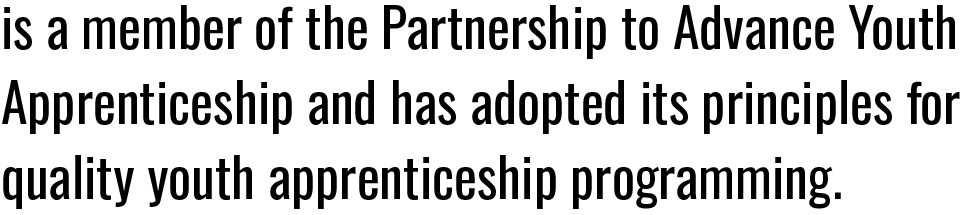 is a member of the Partnership to Advance Youth
Apprenticeship and has adopted its principles for
quality youth apprenticeship programming.